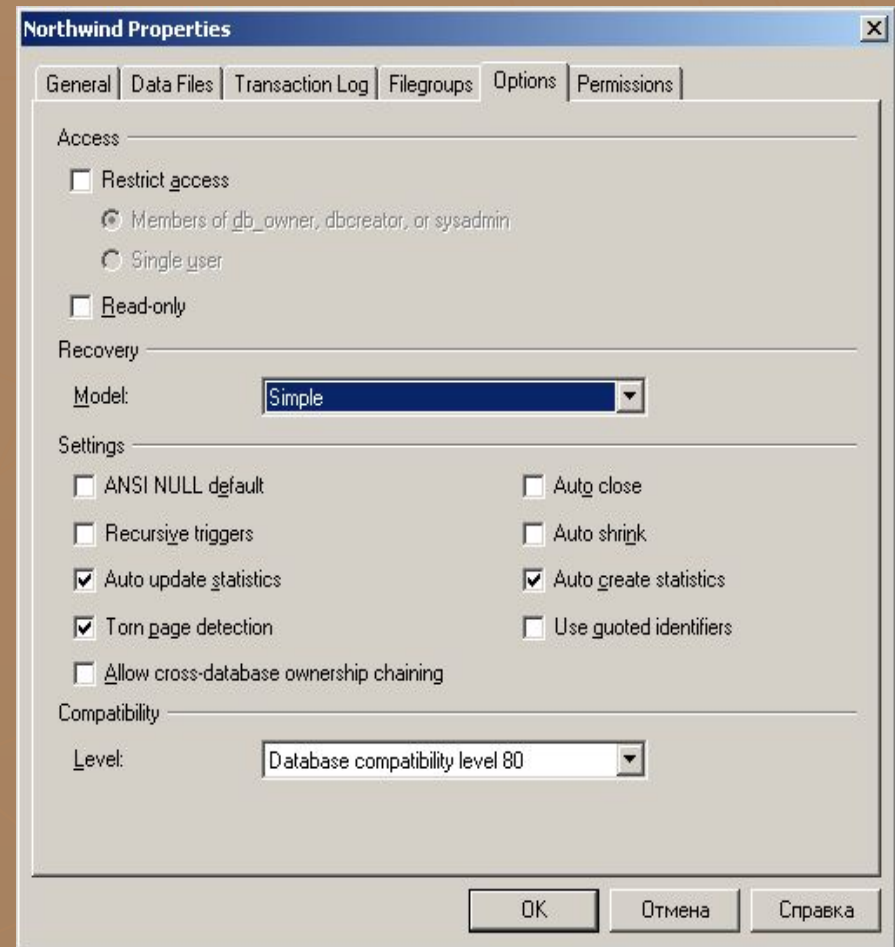 Northwind Properties
General Data Files Transaction Log Filegroups Options Permissions
Access
Restrict access
Members of db_owner, dbcreator, or sysadmin
Single user
Read-only
Recovery
Model: Simple
Settings
ANSI NULL default Auto close
Recursive triggers Auto shrink
Auto update statistics Auto create statistics
Torn page detection Use quoted identifiers
Allow cross-database ownership chaining
Compatibility
Level: Database compatibility level 80
OK Отмена Справка